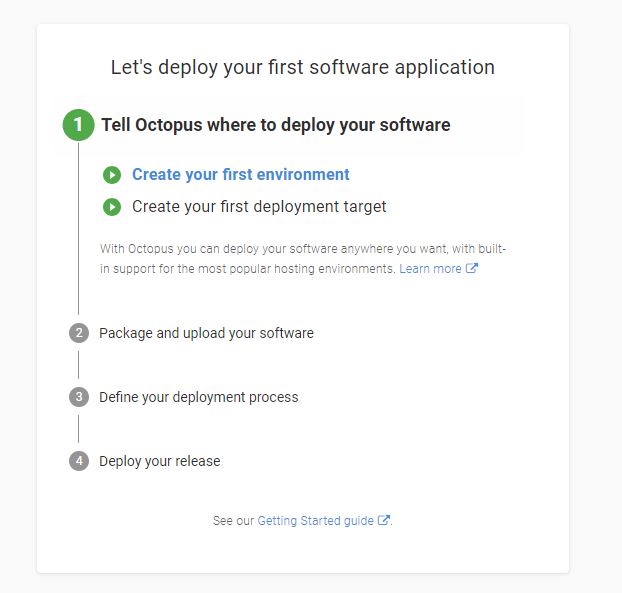 Let's deploy your first software application
1 Tell Octopus where to deploy your software
Create your first environment
Create your first deployment target
With Octopus you can deploy your software anywhere you want, with built-
in support for the most popular hosting environments. Learn more
2 Package and upload your software
3 Define your deployment process
4 Deploy your release
See our Getting Started guide.